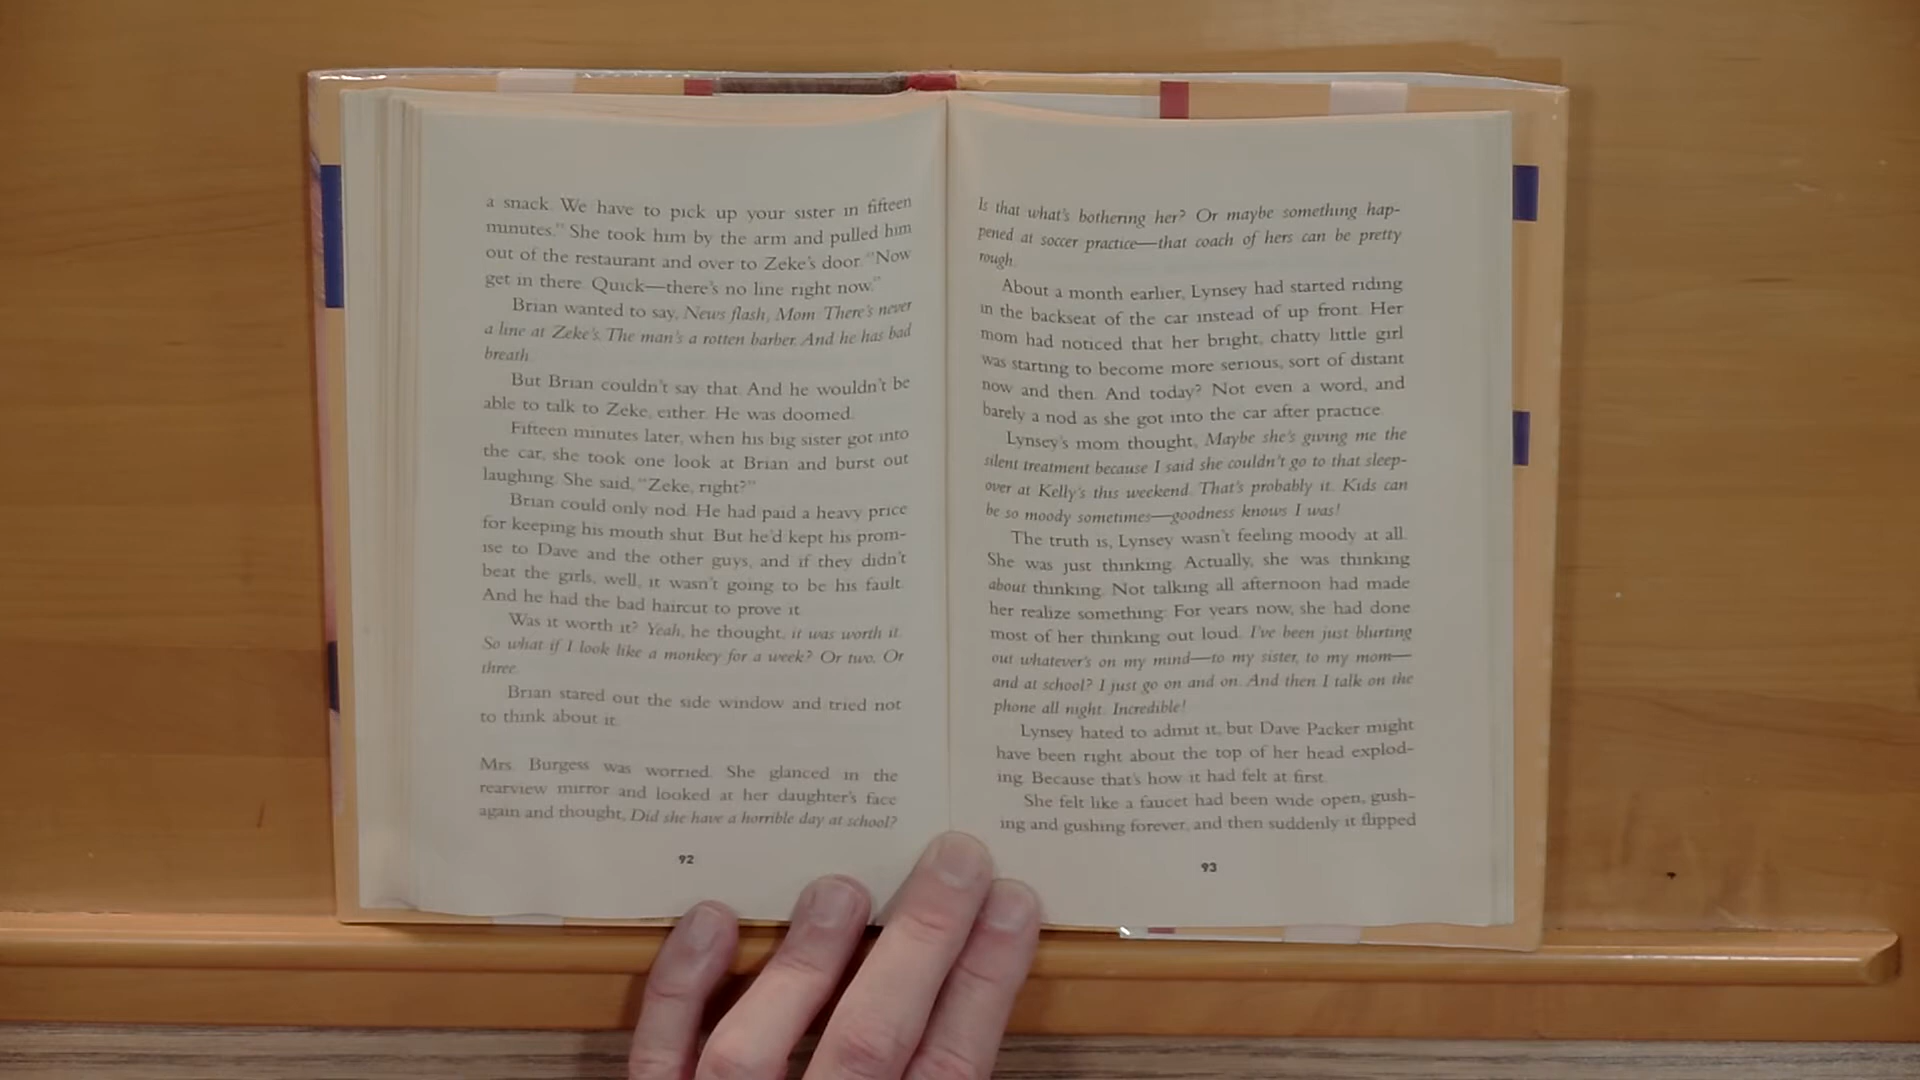 a snack. We have to pick up your sister in fifteen
minutes." She took him by the arm and pulled him
out of the restaurant and over to Zeke's door. "Now
get in there. Quick—there's no line right now."
Brian wanted to say, News flash, Mom: There's never
a line at Zeke's. The man's a rotten barber. And he has bad
breath.
But Brian couldn't say that. And he wouldn't be
able to talk to Zeke, either. He was doomed.
Fifteen minutes later, when his big sister got into
the car, she took one look at Brian and burst out
laughing. She said, "Zeke, right?"
Brian could only nod. He had paid a heavy price
for keeping his mouth shut. But he'd kept his prom-
ise to Dave and the other guys, and if they didn't
beat the girls, well, it wasn't going to be his fault.
And he had the bad haircut to prove it.
Was it worth it? Yeah, he thought, it was worth it.
So what if I look like a monkey for a week? Or two. Or
three.
Brian stared out the side window and tried not
to think about it.
Mrs. Burgess was worried. She glanced in the
rearview mirror and looked at her daughter's face
again and thought, Did she have a horrible day at school?
92
Is that what's bothering her? Or maybe something hap-
pened at soccer practice—that coach of hers can be pretty
rough.
About a month earlier, Lynsey had started riding
in the backseat of the car instead of up front. Her
mom had noticed that her bright, chatty little girl
was starting to become more serious, sort of distant
now and then. And today? Not even a word, and
barely a nod as she got into the car after practice.
Lynsey's mom thought, Maybe she's giving me the
silent treatment because I said she couldn't go to that sleep-
over at Kelly's this weekend. That's probably it. Kids can
be so moody sometimes—goodness knows I was!
The truth is, Lynsey wasn't feeling moody at all.
She was just thinking. Actually, she was thinking
about thinking. Not talking all afternoon had made
her realize something: For years now, she had done
most of her thinking out loud. I've been just blurting
out whatever's on my mind—to my sister, to my mom—
and at school? I just go on and on. And then I talk on the
phone all night. Incredible!
Lynsey hated to admit it, but Dave Packer might
have been right about the top of her head explod-
ing. Because that's how it had felt at first.
She felt like a faucet had been wide open, gush-
ing and gushing forever, and then suddenly it flipped
93